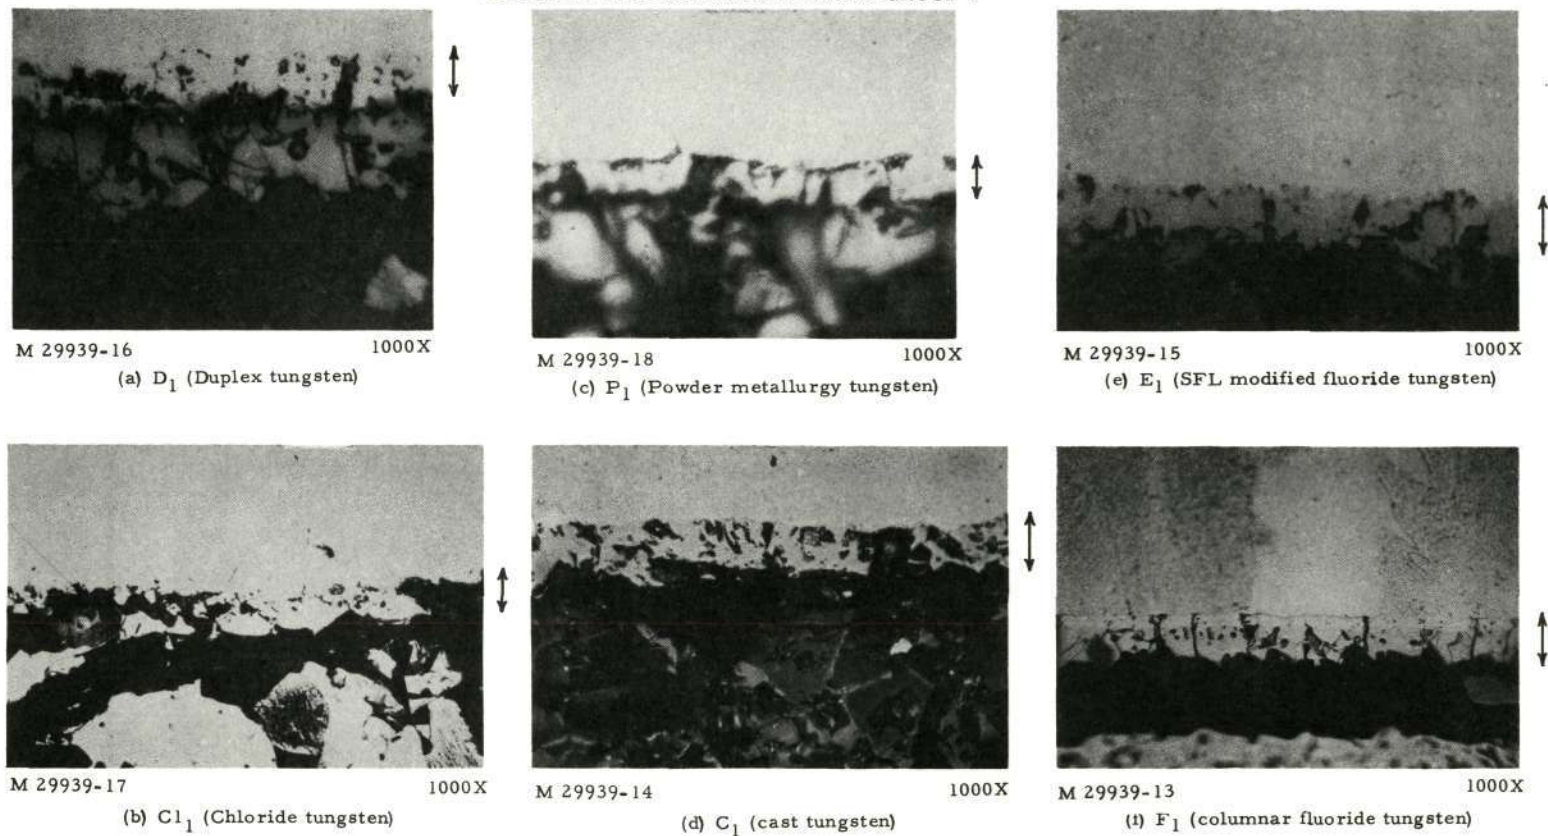 M 29939-16 1000X
(a) D1 (Duplex tungsten)
M 29939-18 1000X
(c) P1 (Powder metallurgy tungsten)
M 29939-15 1000X
(e) E1 (SFL modified fluoride tungsten)
M 29939-17 1000X
(b) Cl1 (Chloride tungsten)
M 29939-14 1000X
(d) C1 (cast tungsten)
M 29939-13 1000X
(f) F1 (columnar fluoride tungsten)